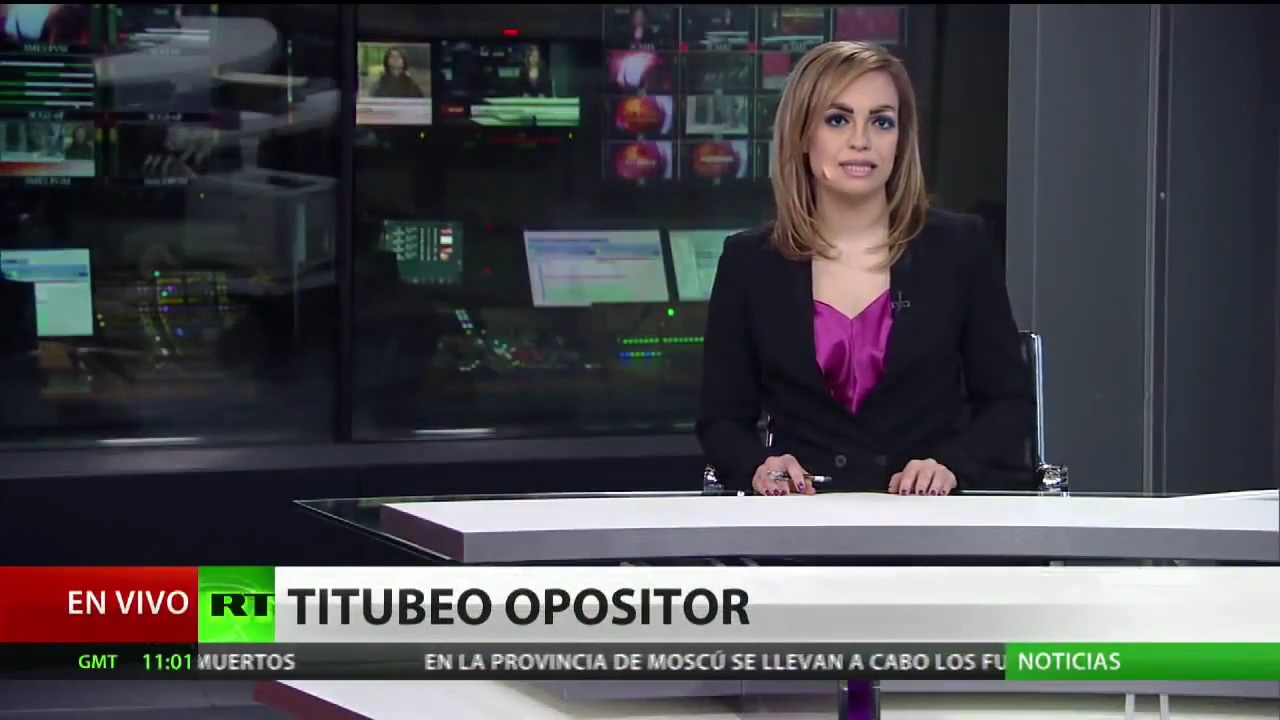 EN VIVO RT TITUBEO OPOSITOR
GMT 11:01 MUERTOS EN LA PROVINCIA DE MOSCÚ SE LLEVAN A CABO LOS FU NOTICIAS